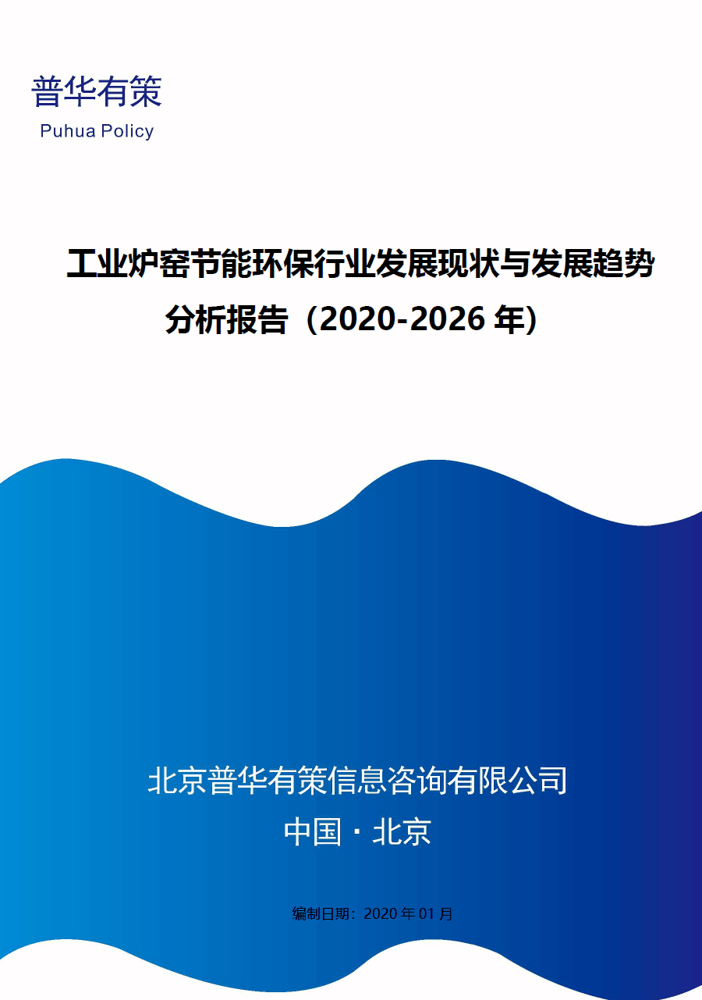 普华有策
Puhua Policy
工业炉窑节能环保行业发展现状与发展趋势
分析报告（2020-2026 年）
北京普华有策信息咨询有限公司
中国·北京
编制日期：2020 年 01 月